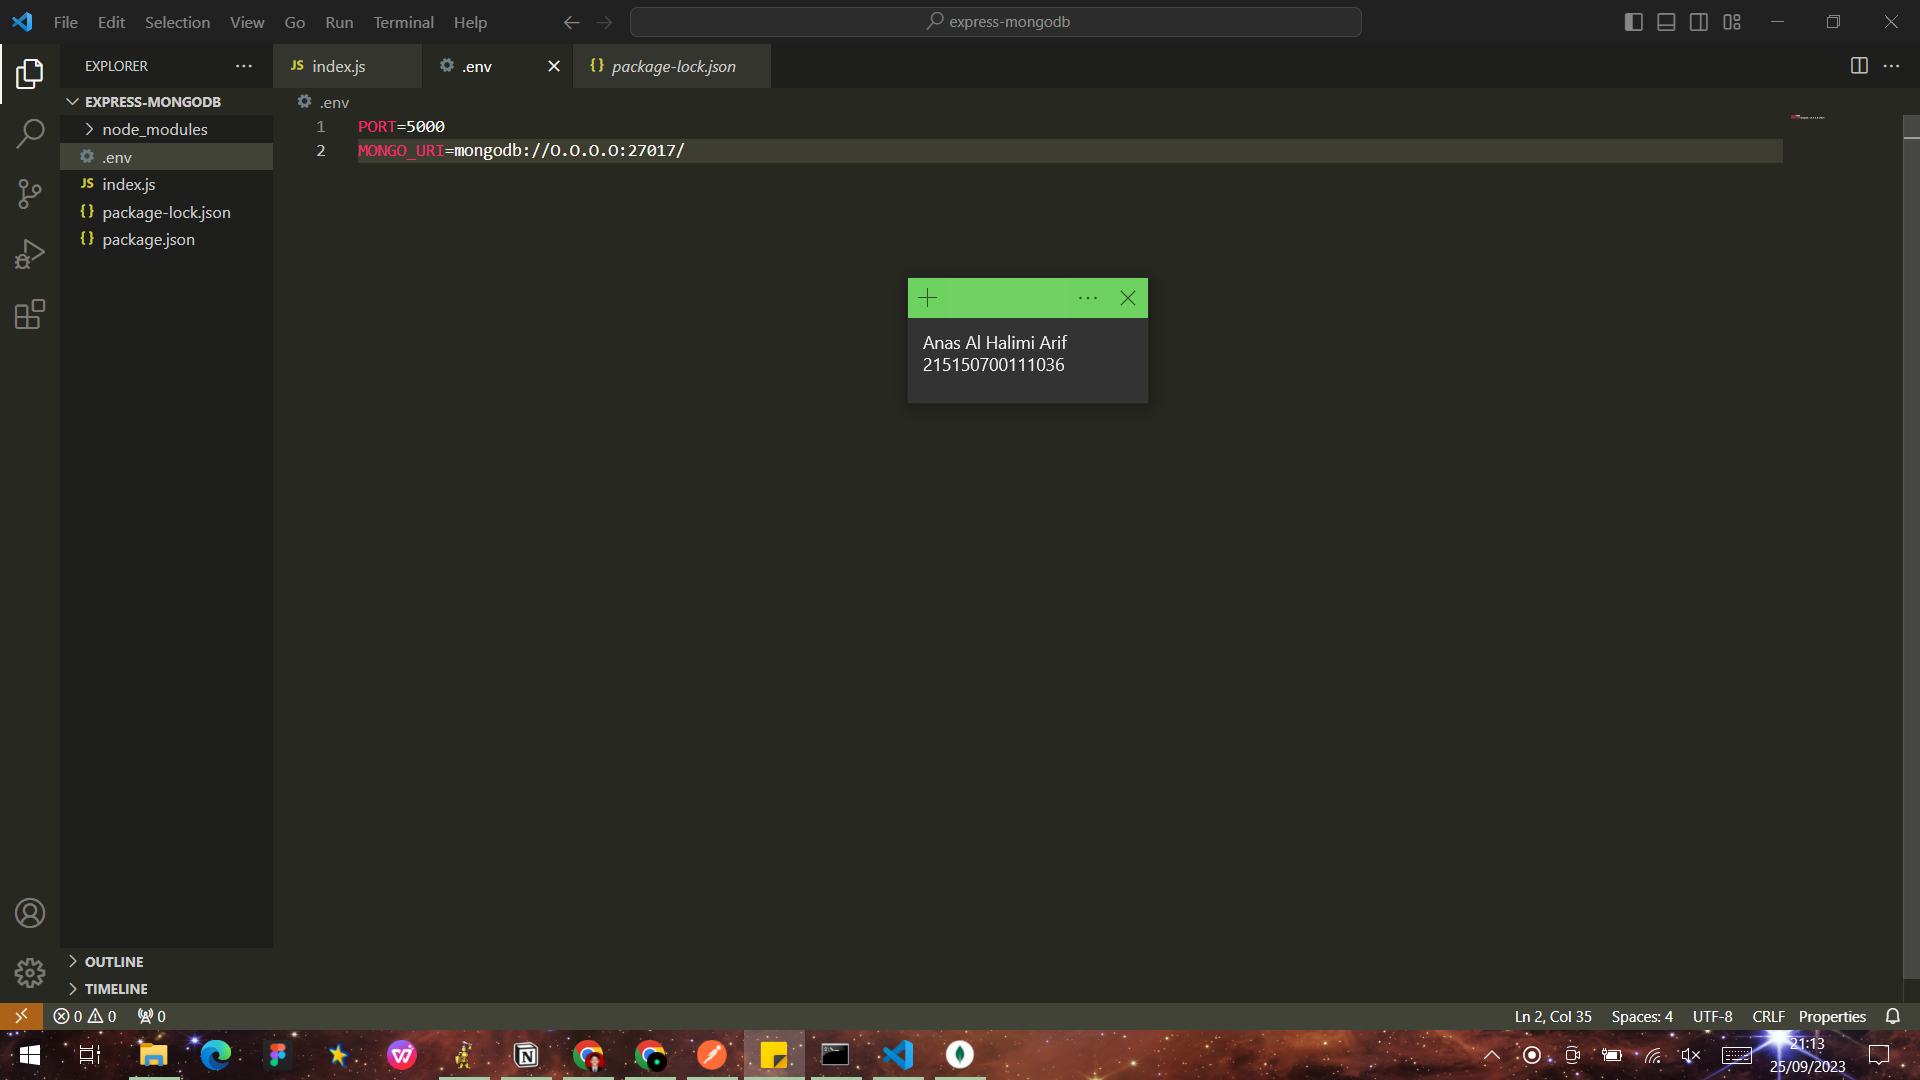 File Edit Selection View Go Run Terminal Help
express-mongodb
EXPLORER
JS index.js
.env
{} package-lock.json
EXPRESS-MONGODB
node_modules
.env
JS index.js
{} package-lock.json
{} package.json
.env
1 PORT=5000
2 MONGO_URI=mongodb://0.0.0.0:27017/
Anas Al Halimi Arif
215150700111036
OUTLINE
TIMELINE
0 0 0
Ln 2, Col 35 Spaces: 4 UTF-8 CRLF Properties
21:13
25/09/2023